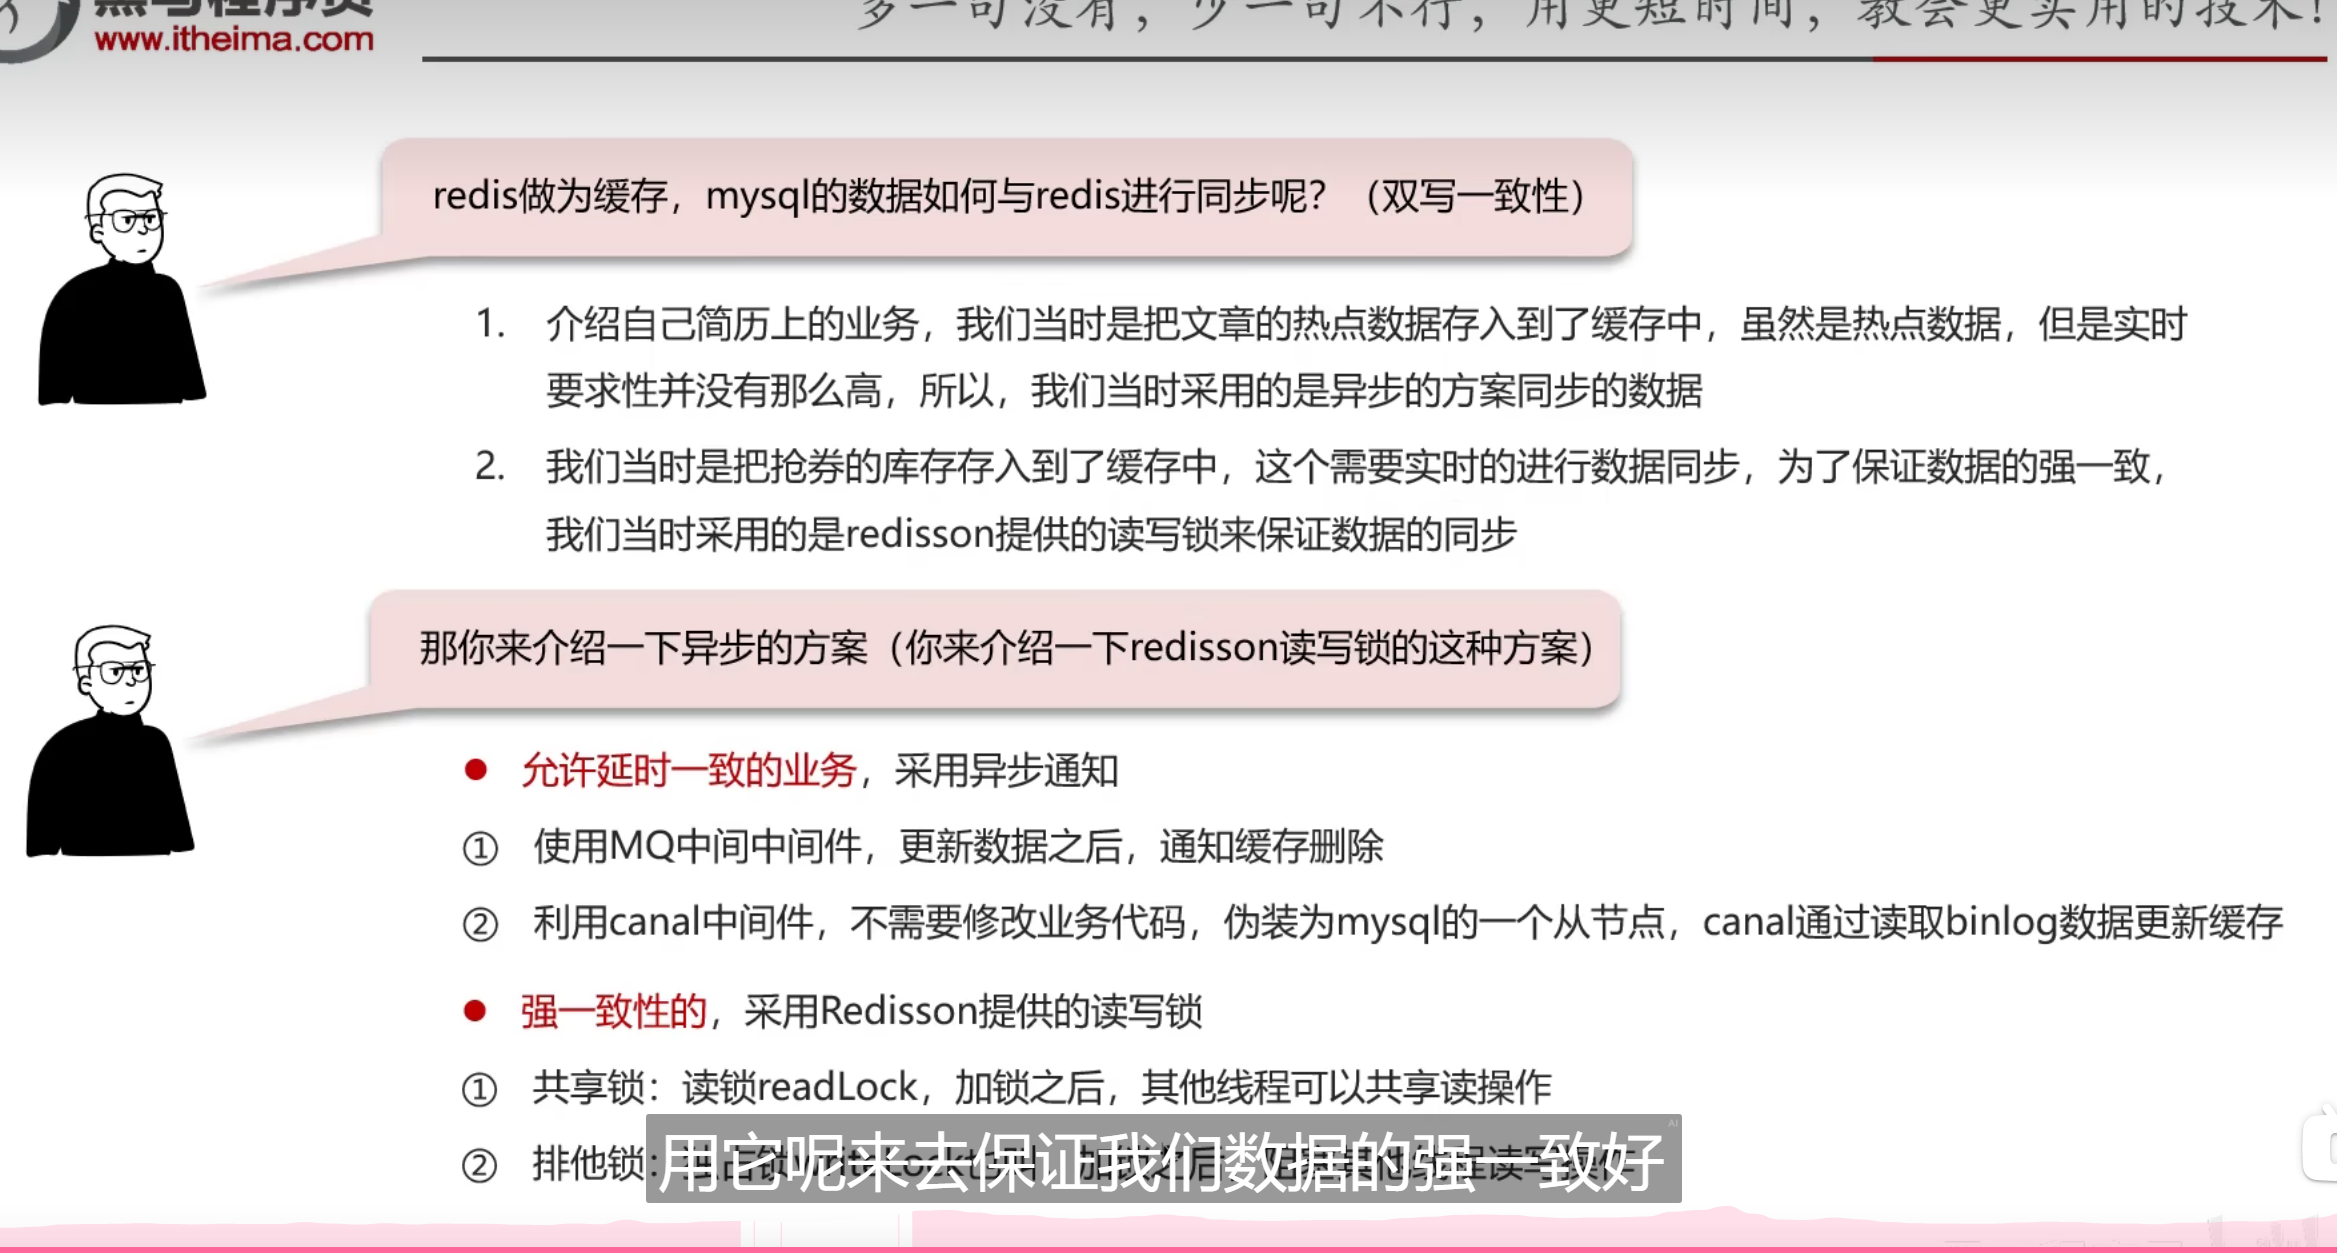 黑马程序员
www.itheima.com
多一句没有，少一句不行，用更短时间，教会更实用的技术！
redis做为缓存，mysql的数据如何与redis进行同步呢？（双写一致性）
1. 介绍自己简历上的业务，我们当时是把文章的热点数据存入到了缓存中，虽然是热点数据，但是实时
要求性并没有那么高，所以，我们当时采用的是异步的方案同步的数据
2. 我们当时是把抢券的库存存入到了缓存中，这个需要实时的进行数据同步，为了保证数据的强一致，
我们当时采用的是redisson提供的读写锁来保证数据的同步
那你来介绍一下异步的方案（你来介绍一下redisson读写锁的这种方案）
● 允许延时一致的业务，采用异步通知
① 使用MQ中间中间件，更新数据之后，通知缓存删除
② 利用canal中间件，不需要修改业务代码，伪装为mysql的一个从节点，canal通过读取binlog数据更新缓存
● 强一致性的，采用Redisson提供的读写锁
① 共享锁：读锁readLock，加锁之后，其他线程可以共享读操作
② 排他锁：
用它呢来去保证我们数据的强一致好
AI